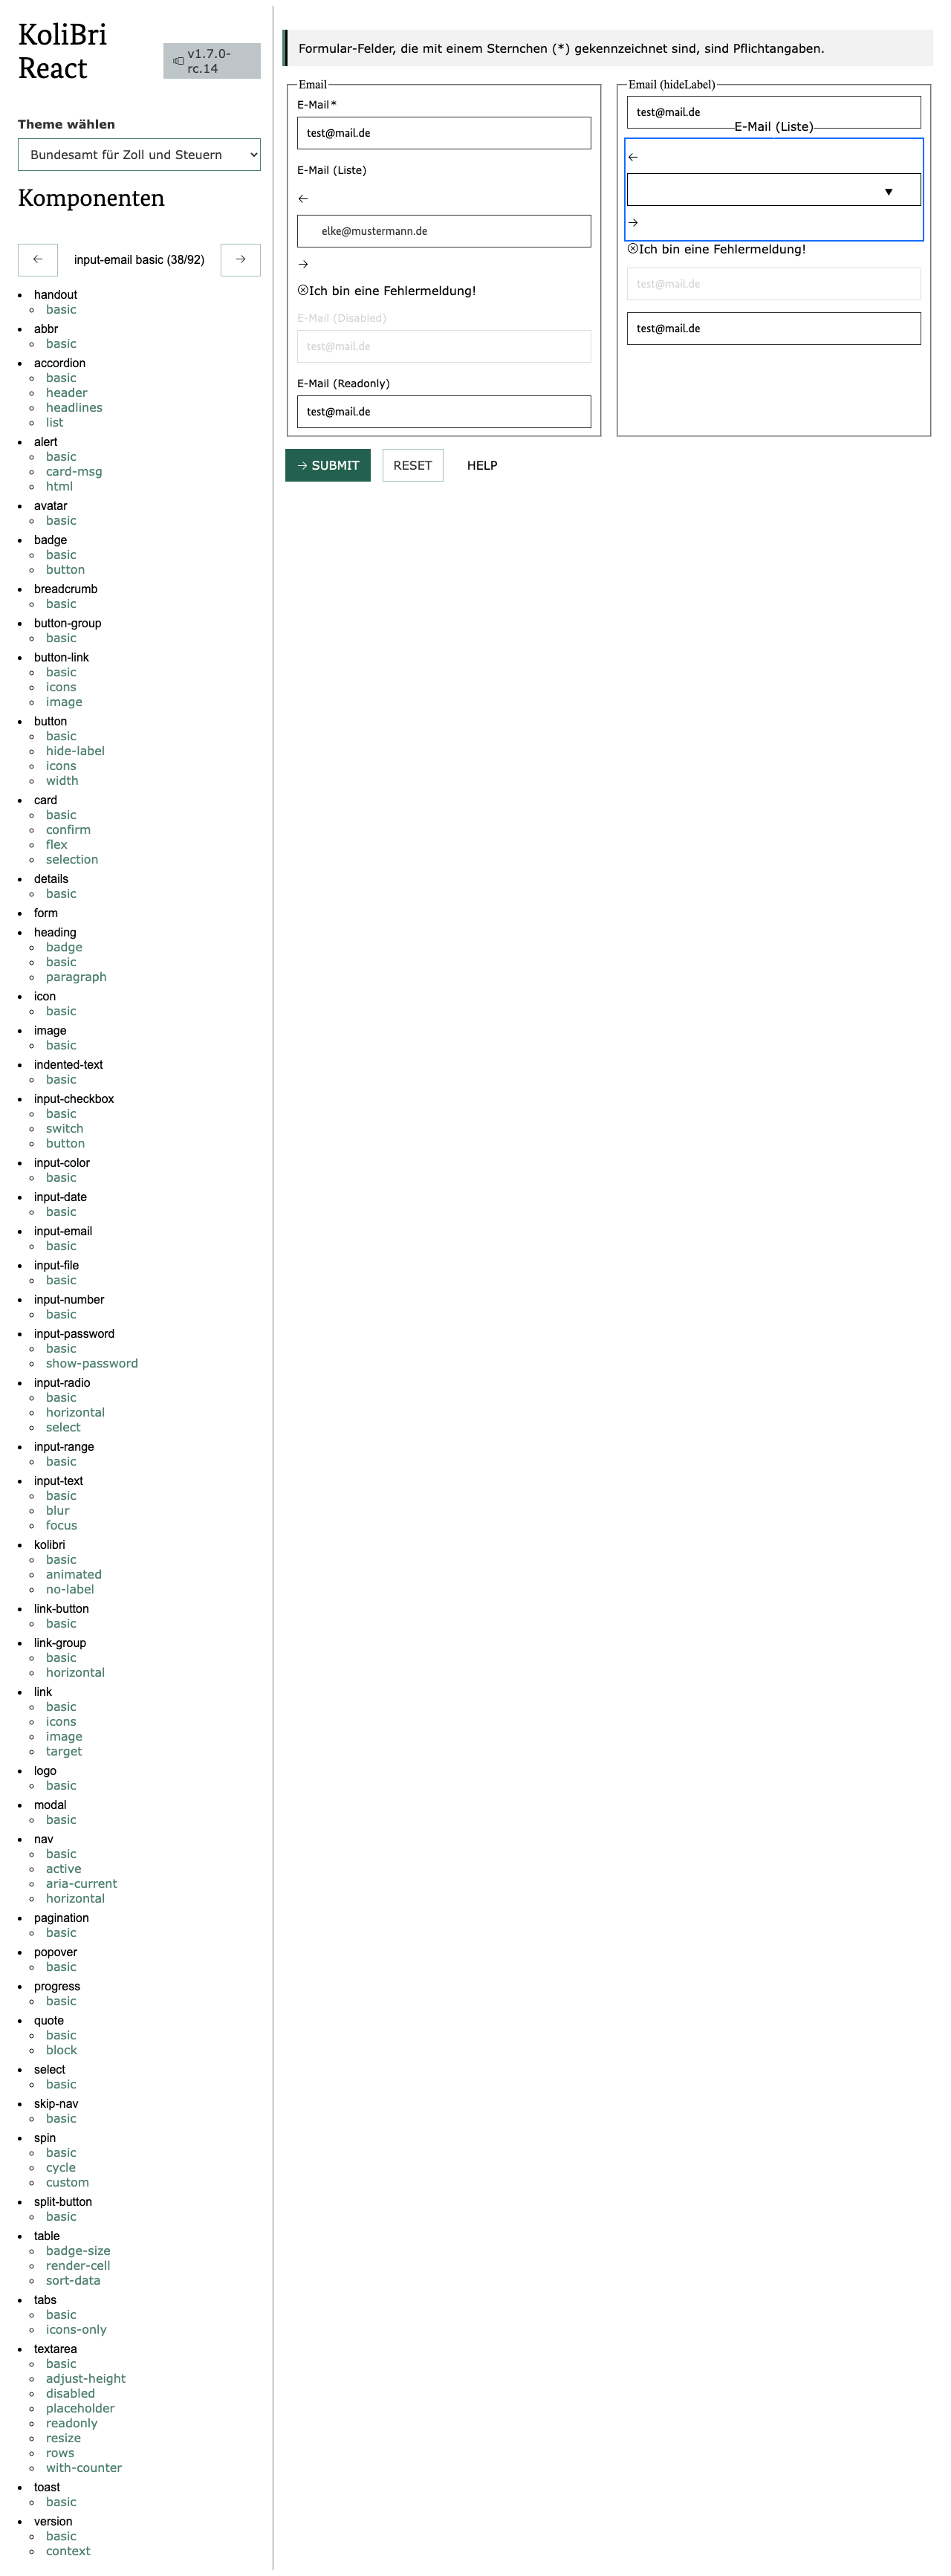 KoliBri
React
v1.7.0-
rc.14
Theme wählen
Bundesamt für Zoll und Steuern
Komponenten
← input-email basic (38/92) →
handout
basic
abbr
basic
accordion
basic
header
headlines
list
alert
basic
card-msg
html
avatar
basic
badge
basic
button
breadcrumb
basic
button-group
basic
button-link
basic
icons
image
button
basic
hide-label
icons
width
card
basic
confirm
flex
selection
details
basic
form
heading
badge
basic
paragraph
icon
basic
image
basic
indented-text
basic
input-checkbox
basic
switch
button
input-color
basic
input-date
basic
input-email
basic
input-file
basic
input-number
basic
input-password
basic
show-password
input-radio
basic
horizontal
select
input-range
basic
input-text
basic
blur
focus
kolibri
basic
animated
no-label
link-button
basic
link-group
basic
horizontal
link
basic
icons
image
target
logo
basic
modal
basic
nav
basic
active
aria-current
horizontal
pagination
basic
popover
basic
progress
basic
quote
basic
block
select
basic
skip-nav
basic
spin
basic
cycle
custom
split-button
basic
table
badge-size
render-cell
sort-data
tabs
basic
icons-only
textarea
basic
adjust-height
disabled
placeholder
readonly
resize
rows
with-counter
toast
basic
version
basic
context
Formular-Felder, die mit einem Sternchen (*) gekennzeichnet sind, sind Pflichtangaben.
Email
E-Mail*
test@mail.de
E-Mail (Liste)
←
elke@mustermann.de
→
Ich bin eine Fehlermeldung!
E-Mail (Disabled)
test@mail.de
E-Mail (Readonly)
test@mail.de
Email (hideLabel)
test@mail.de
E-Mail (Liste)
←
→
Ich bin eine Fehlermeldung!
test@mail.de
test@mail.de
→ SUBMIT
RESET
HELP